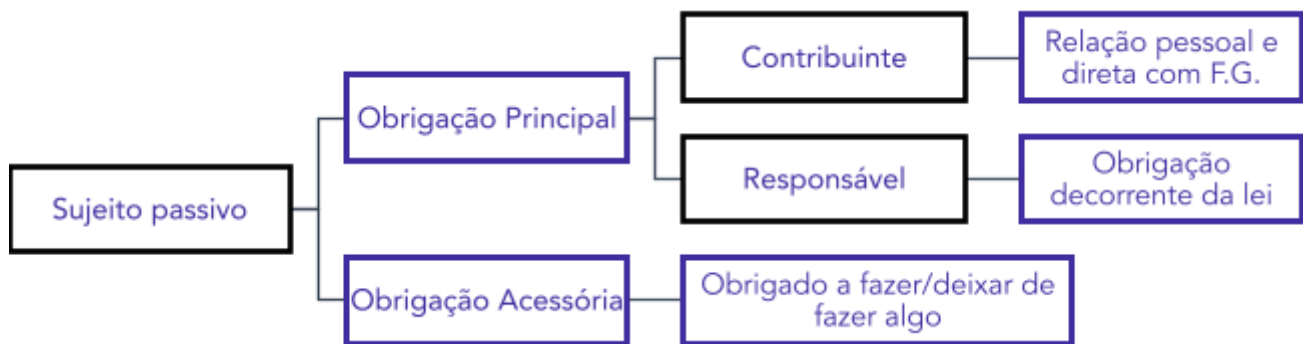 Sujeito passivo
Obrigação Principal
Contribuinte
Relação pessoal e
direta com F.G.
Responsável
Obrigação
decorrente da lei
Obrigação Acessória
Obrigado a fazer/deixar de
fazer algo